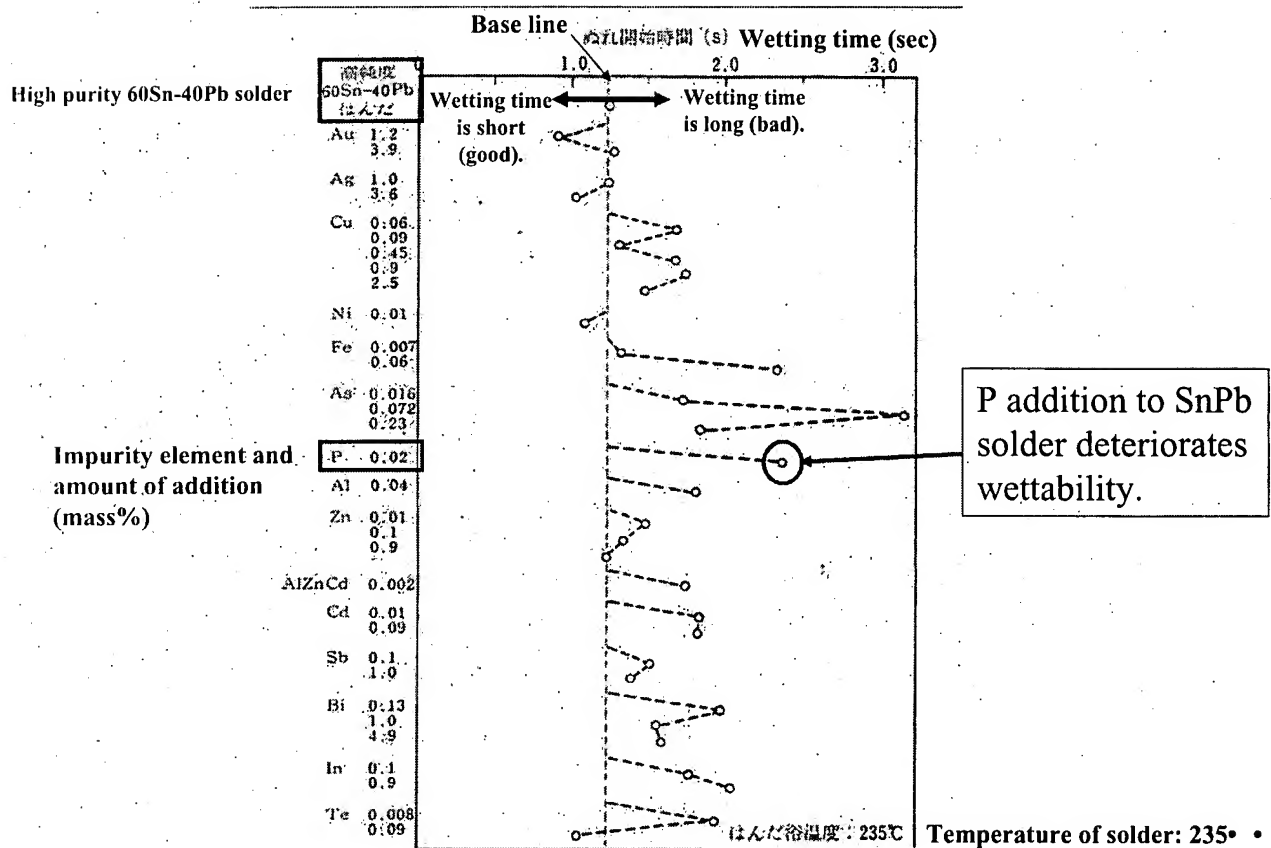 Base line
ぬれ開始時間 (s) Wetting time (sec)
0 1.0 2.0 3.0
High purity 60Sn-40Pb solder
高純度
60Sn-40Pb
はんだ
Wetting time
is short
(good).
Wetting time
is long (bad).
Au 1.2
3.9
Ag 1.0
3.6
Cu 0.06
0.09
0.45
0.9
2.5
Ni 0.01
Fe 0.007
0.06
As 0.016
0.072
0.23
Impurity element and
amount of addition
(mass%)
P 0.02
P addition to SnPb
solder deteriorates
wettability.
Al 0.04
Zn 0.01
0.1
0.9
AlZnCd 0.002
Cd 0.01
0.09
Sb 0.1
1.0
Bi 0.13
1.0
4.9
In 0.1
0.9
Te 0.008
0.09
はんだ浴温度：235℃ Temperature of solder: 235• •